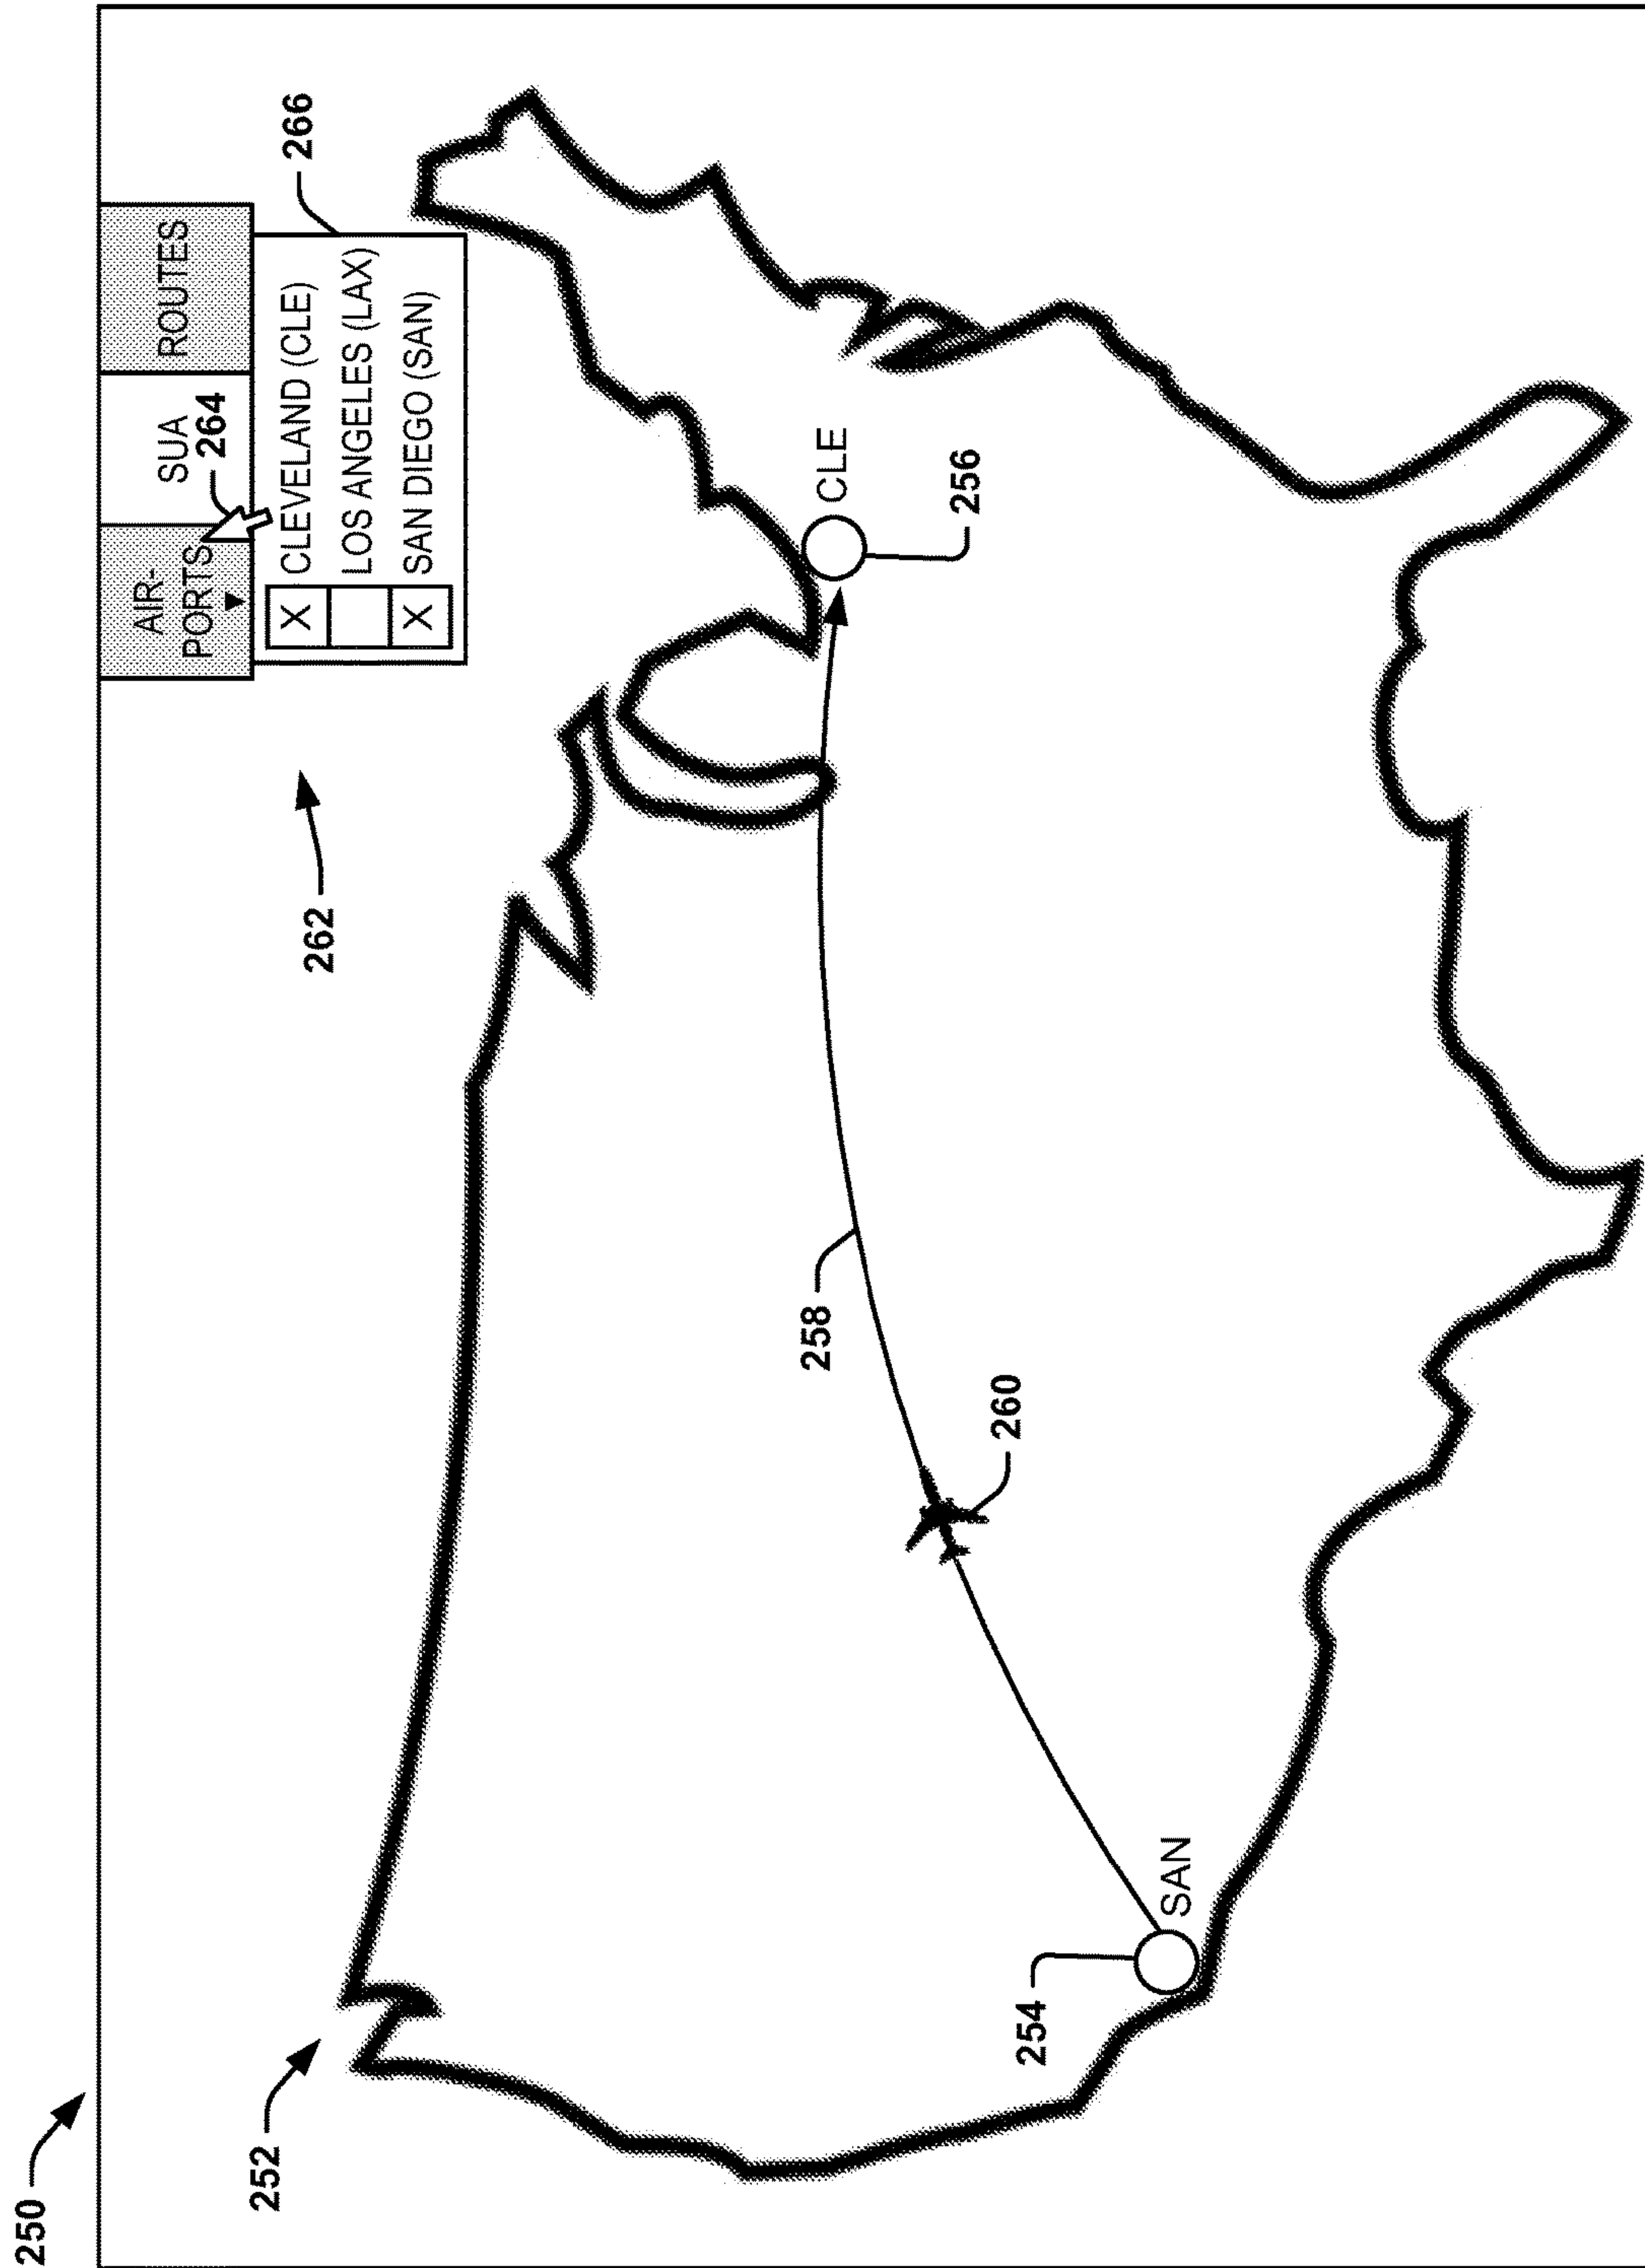 250
252
262
AIR-
PORTS
SUA
264
ROUTES
X CLEVELAND (CLE)
LOS ANGELES (LAX)
X SAN DIEGO (SAN)
266
258
260
CLE
256
254
SAN